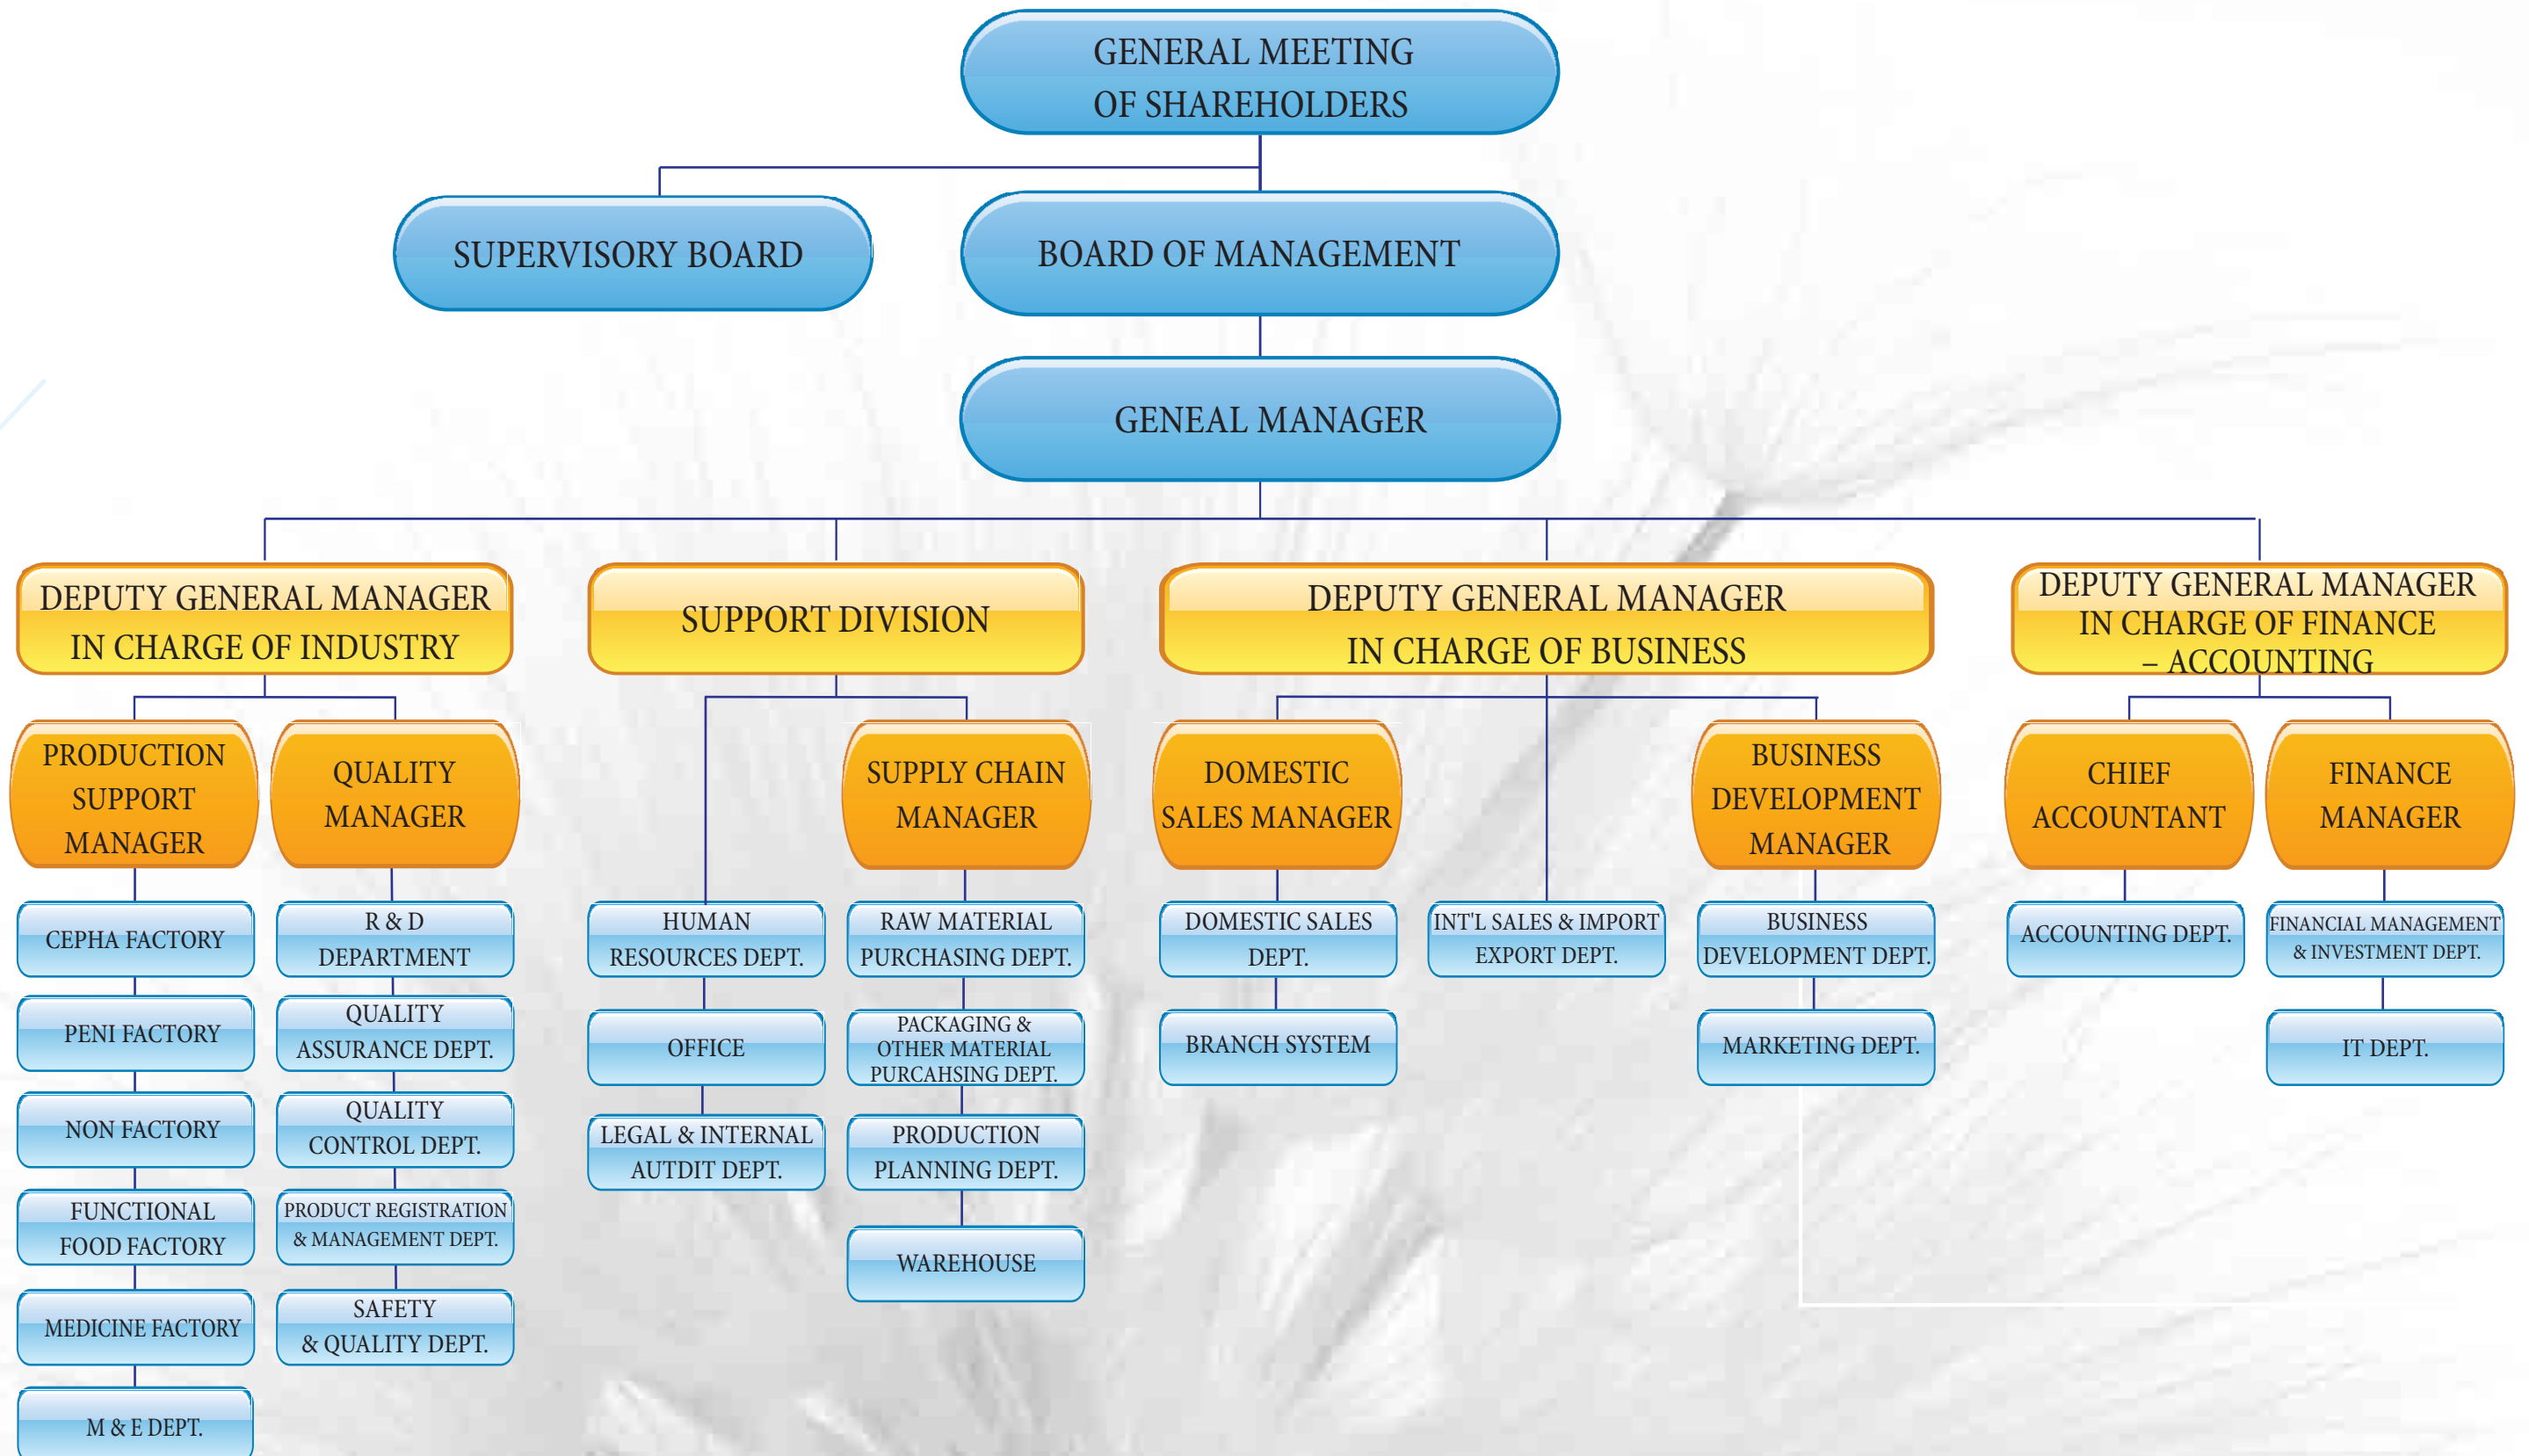 GENERAL MEETING
OF SHAREHOLDERS
SUPERVISORY BOARD
BOARD OF MANAGEMENT
GENEAL MANAGER
DEPUTY GENERAL MANAGER
IN CHARGE OF INDUSTRY
SUPPORT DIVISION
DEPUTY GENERAL MANAGER
IN CHARGE OF BUSINESS
DEPUTY GENERAL MANAGER
IN CHARGE OF FINANCE
– ACCOUNTING
PRODUCTION
SUPPORT
MANAGER
QUALITY
MANAGER
SUPPLY CHAIN
MANAGER
DOMESTIC
SALES MANAGER
BUSINESS
DEVELOPMENT
MANAGER
CHIEF
ACCOUNTANT
FINANCE
MANAGER
CEPHA FACTORY
R & D
DEPARTMENT
HUMAN
RESOURCES DEPT.
RAW MATERIAL
PURCHASING DEPT.
DOMESTIC SALES
DEPT.
INT'L SALES & IMPORT
EXPORT DEPT.
BUSINESS
DEVELOPMENT DEPT.
ACCOUNTING DEPT.
FINANCIAL MANAGEMENT
& INVESTMENT DEPT.
PENI FACTORY
QUALITY
ASSURANCE DEPT.
OFFICE
PACKAGING &
OTHER MATERIAL
PURCAHSING DEPT.
BRANCH SYSTEM
MARKETING DEPT.
IT DEPT.
NON FACTORY
QUALITY
CONTROL DEPT.
LEGAL & INTERNAL
AUTDIT DEPT.
PRODUCTION
PLANNING DEPT.
FUNCTIONAL
FOOD FACTORY
PRODUCT REGISTRATION
& MANAGEMENT DEPT.
WAREHOUSE
MEDICINE FACTORY
SAFETY
& QUALITY DEPT.
M & E DEPT.